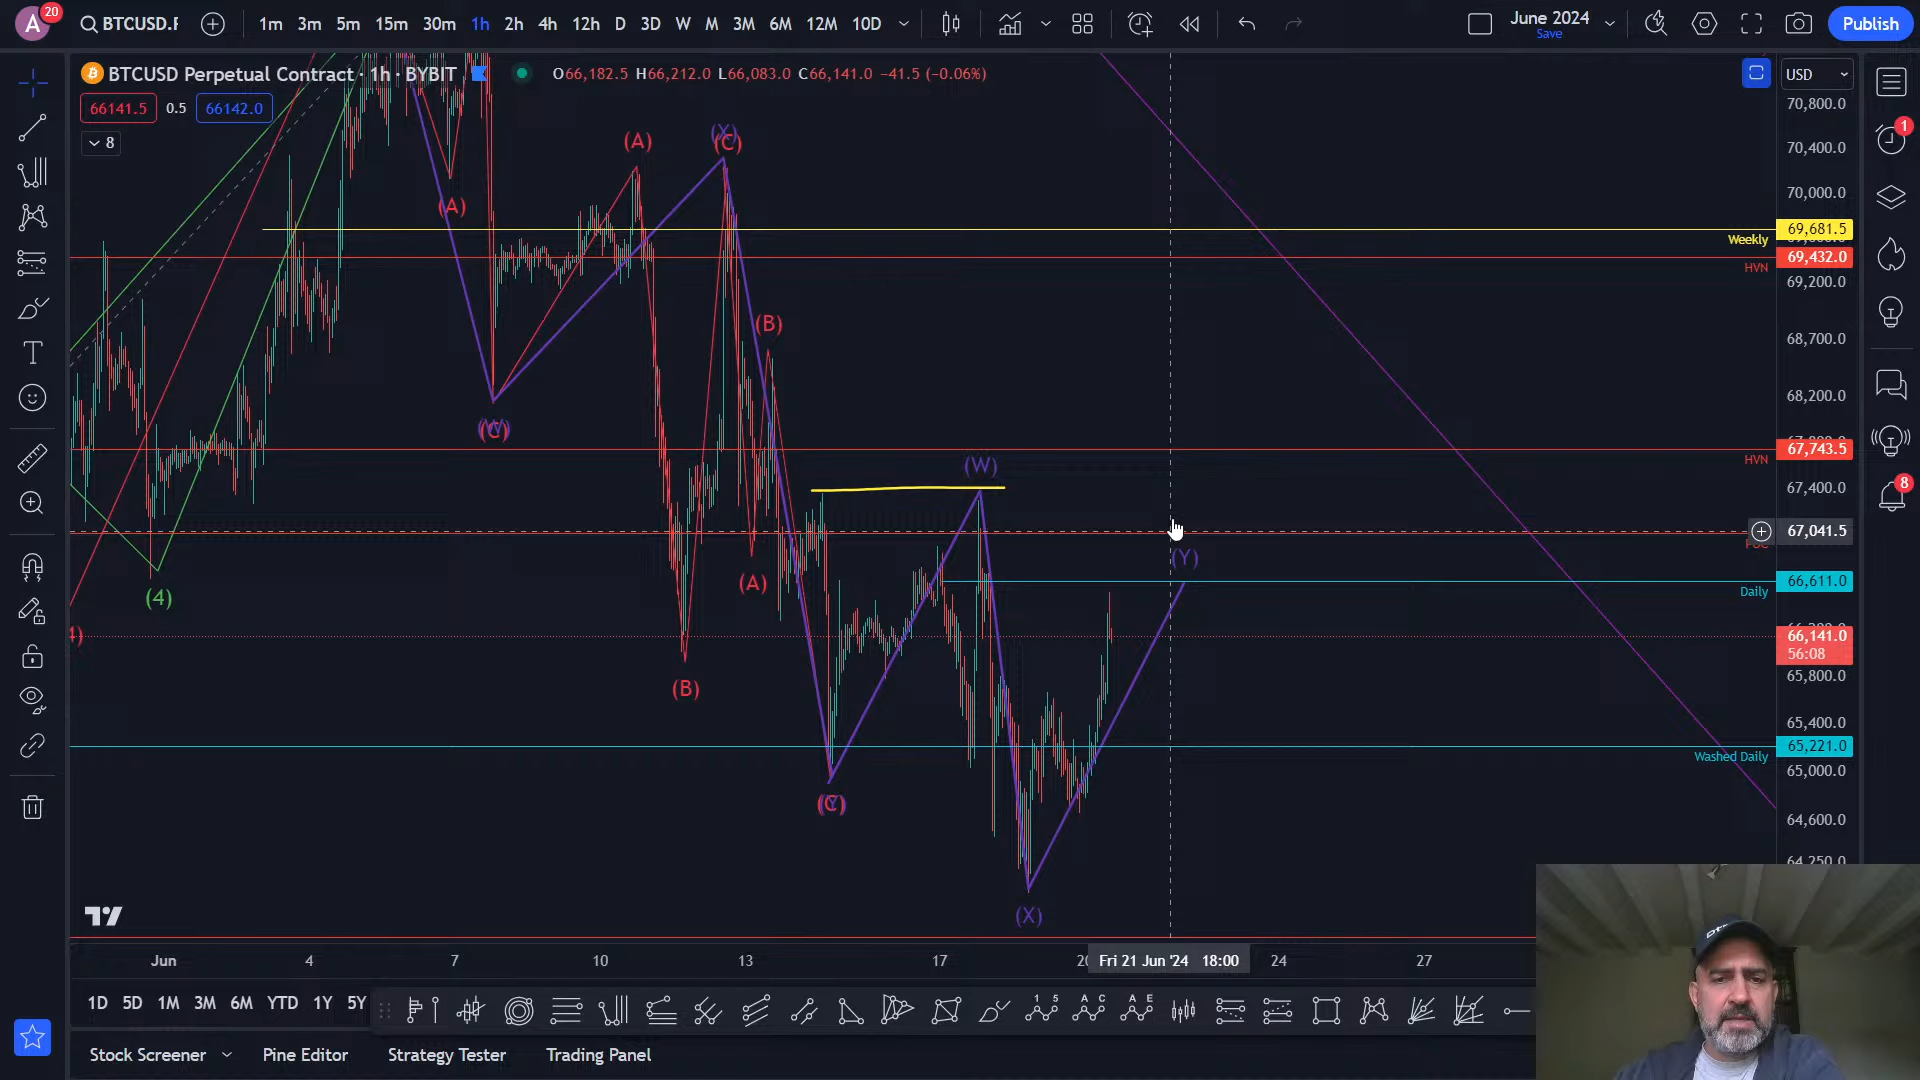 A
20
BTCUSD.F
1m 3m 5m 15m 30m 1h 2h 4h 12h D 3D W M 3M 6M 12M 10D
June 2024
Save
Publish
BTCUSD Perpetual Contract · 1h · BYBIT
O66,182.5 H66,212.0 L66,083.0 C66,141.0 −41.5 (−0.06%)
USD
66141.5 0.5 66142.0
8
70,800.0
70,400.0
70,000.0
69,681.5
Weekly
69,432.0
HVN
69,200.0
68,700.0
68,200.0
67,743.5
HVN
67,400.0
67,041.5
66,611.0
Daily
66,141.0
56:08
65,800.0
65,400.0
65,221.0
Washed Daily
65,000.0
64,600.0
64,250.0
(A)
(C)
(A)
(B)
(C)
(W)
(Y)
(A)
(4)
(B)
(C)
(X)
1
8
Jun 4 7 10 13 17 20 Fri 21 Jun '24 18:00 24 27
1D 5D 1M 3M 6M YTD 1Y 5Y
Stock Screener Pine Editor Strategy Tester Trading Panel